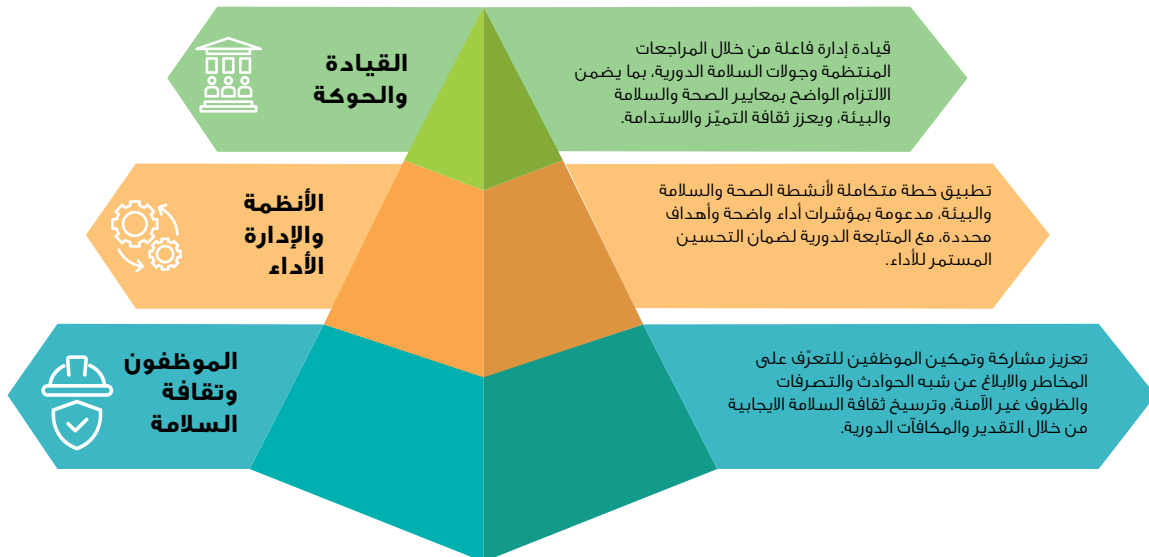 القيادة
والحوكة
قيادة إدارة فاعلة من خلال المراجعات
المنتظمة وجولات السلامة الدورية، بما يضمن
الالتزام الواضح بمعايير الصحة والسلامة
والبيئة، ويعزز ثقافة التميّز والاستدامة.
الأنظمة
والإدارة
الأداء
تطبيق خطة متكاملة لأنشطة الصحة والسلامة
والبيئة، مدعومة بمؤشرات أداء واضحة وأهداف
محددة، مع المتابعة الدورية لضمان التحسين
المستمر للأداء.
الموظفون
وتقافة
السلامة
تعزيز مشاركة وتمكين الموظفين للتعرّف على
المخاطر والابلاغ عن شبه الحوادث والتصرفات
والظروف غير الآمنة، وترسيخ ثقافة السلامة الايجابية
من خلال التقدير والمكافآت الدورية.